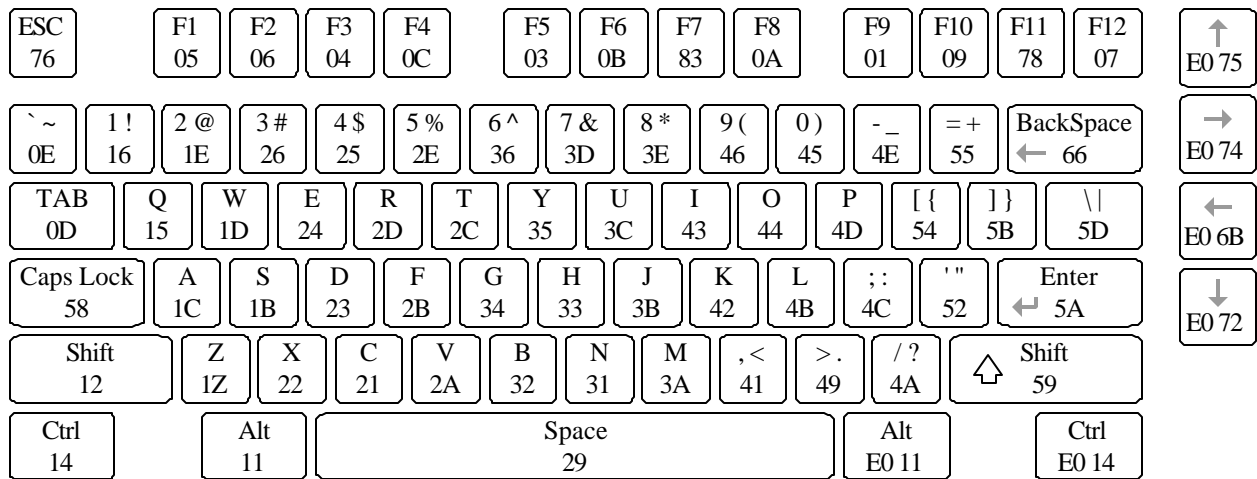 ESC F1 F2 F3 F4 F5 F6 F7 F8 F9 F10 F11 F12 ↑
76 05 06 04 0C 03 0B 83 0A 01 09 78 07 E0 75
` ~ 1 ! 2 @ 3 # 4 $ 5 % 6 ^ 7 & 8 * 9 ( 0 ) - _ = + BackSpace →
0E 16 1E 26 25 2E 36 3D 3E 46 45 4E 55 ← 66 E0 74
TAB Q W E R T Y U I O P [ { ] } \ | ←
0D 15 1D 24 2D 2C 35 3C 43 44 4D 54 5B 5D E0 6B
Caps Lock A S D F G H J K L ; : ' " Enter ↓
58 1C 1B 23 2B 34 33 3B 42 4B 4C 52 ↵ 5A E0 72
Shift Z X C V B N M , < > . / ? ⇧ Shift
12 1Z 22 21 2A 32 31 3A 41 49 4A 59
Ctrl Alt Space Alt Ctrl
14 11 29 E0 11 E0 14